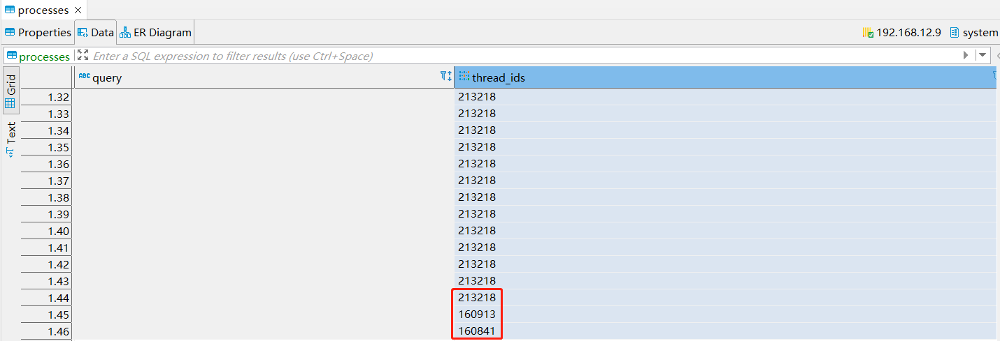 processes
Properties Data ER Diagram 192.168.12.9 system
processes Enter a SQL expression to filter results (use Ctrl+Space)
Grid
Text
ABC query thread_ids
1.32 213218
1.33 213218
1.34 213218
1.35 213218
1.36 213218
1.37 213218
1.38 213218
1.39 213218
1.40 213218
1.41 213218
1.42 213218
1.43 213218
1.44 213218
1.45 160913
1.46 160841